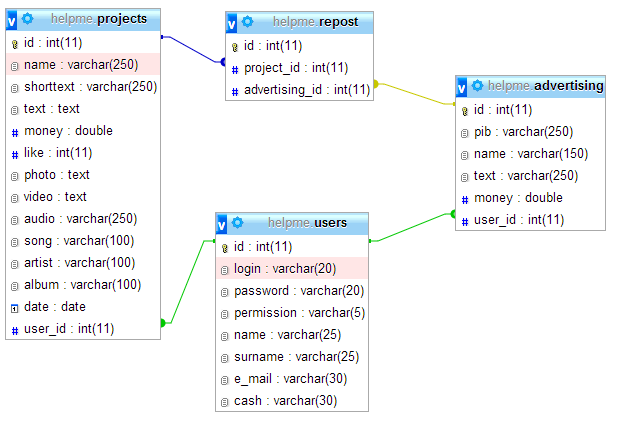 helpme.projects
id : int(11)
name : varchar(250)
shorttext : varchar(250)
text : text
money : double
like : int(11)
photo : text
video : text
audio : varchar(250)
song : varchar(100)
artist : varchar(100)
album : varchar(100)
date : date
user_id : int(11)
helpme.repost
id : int(11)
project_id : int(11)
advertising_id : int(11)
helpme.advertising
id : int(11)
pib : varchar(250)
name : varchar(150)
text : varchar(250)
money : double
user_id : int(11)
helpme.users
id : int(11)
login : varchar(20)
password : varchar(20)
permission : varchar(5)
name : varchar(25)
surname : varchar(25)
e_mail : varchar(30)
cash : varchar(30)